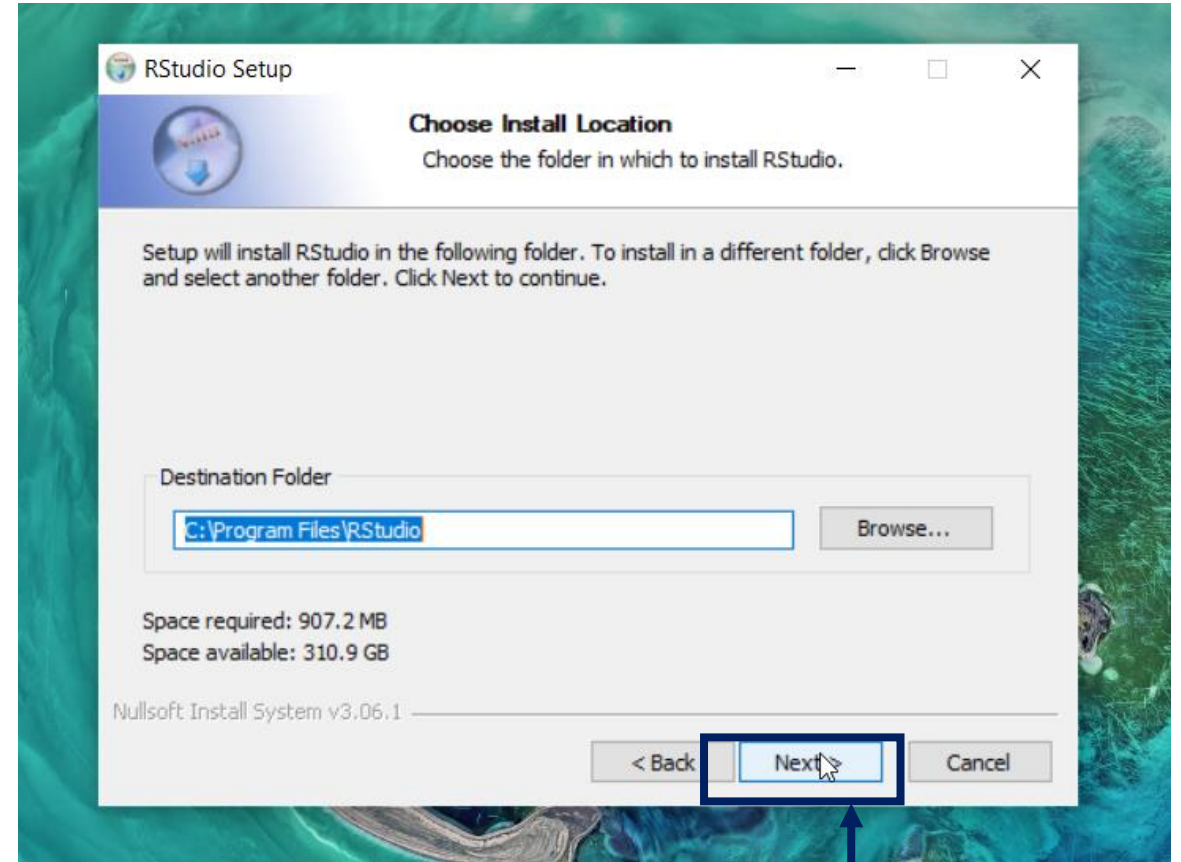 RStudio Setup
Choose Install Location
Choose the folder in which to install RStudio.
Setup will install RStudio in the following folder. To install in a different folder, click Browse
and select another folder. Click Next to continue.
Destination Folder
C:\Program Files\RStudio
Browse...
Space required: 907.2 MB
Space available: 310.9 GB
Nullsoft Install System v3.06.1
< Back
Next >
Cancel